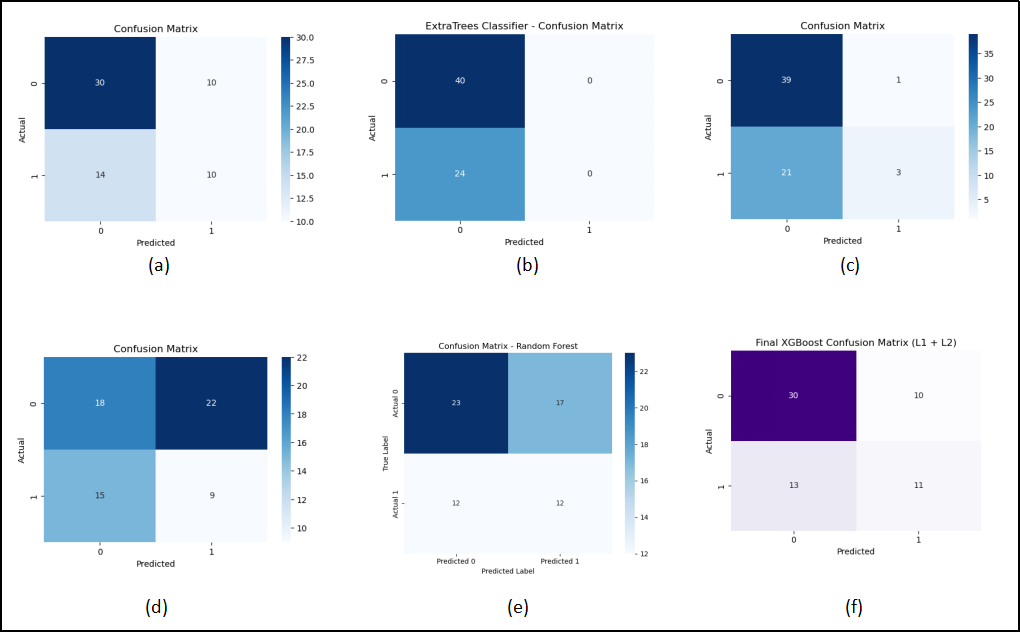 Confusion Matrix
0
30
10
30.0
27.5
25.0
22.5
20.0
17.5
15.0
12.5
10.0
Actual
1
14
10
0
1
Predicted
(a)
ExtraTrees Classifier - Confusion Matrix
0
40
0
Actual
1
24
0
0
1
Predicted
(b)
Confusion Matrix
0
39
1
35
30
25
20
15
10
5
Actual
1
21
3
0
1
Predicted
(c)
Confusion Matrix
0
18
22
22
20
18
16
14
12
10
Actual
1
15
9
0
1
Predicted
(d)
Confusion Matrix - Random Forest
Actual 0
23
17
22
20
18
16
14
12
True Label
Actual 1
12
12
Predicted 0
Predicted 1
Predicted Label
(e)
Final XGBoost Confusion Matrix (L1 + L2)
0
30
10
Actual
1
13
11
0
1
Predicted
(f)